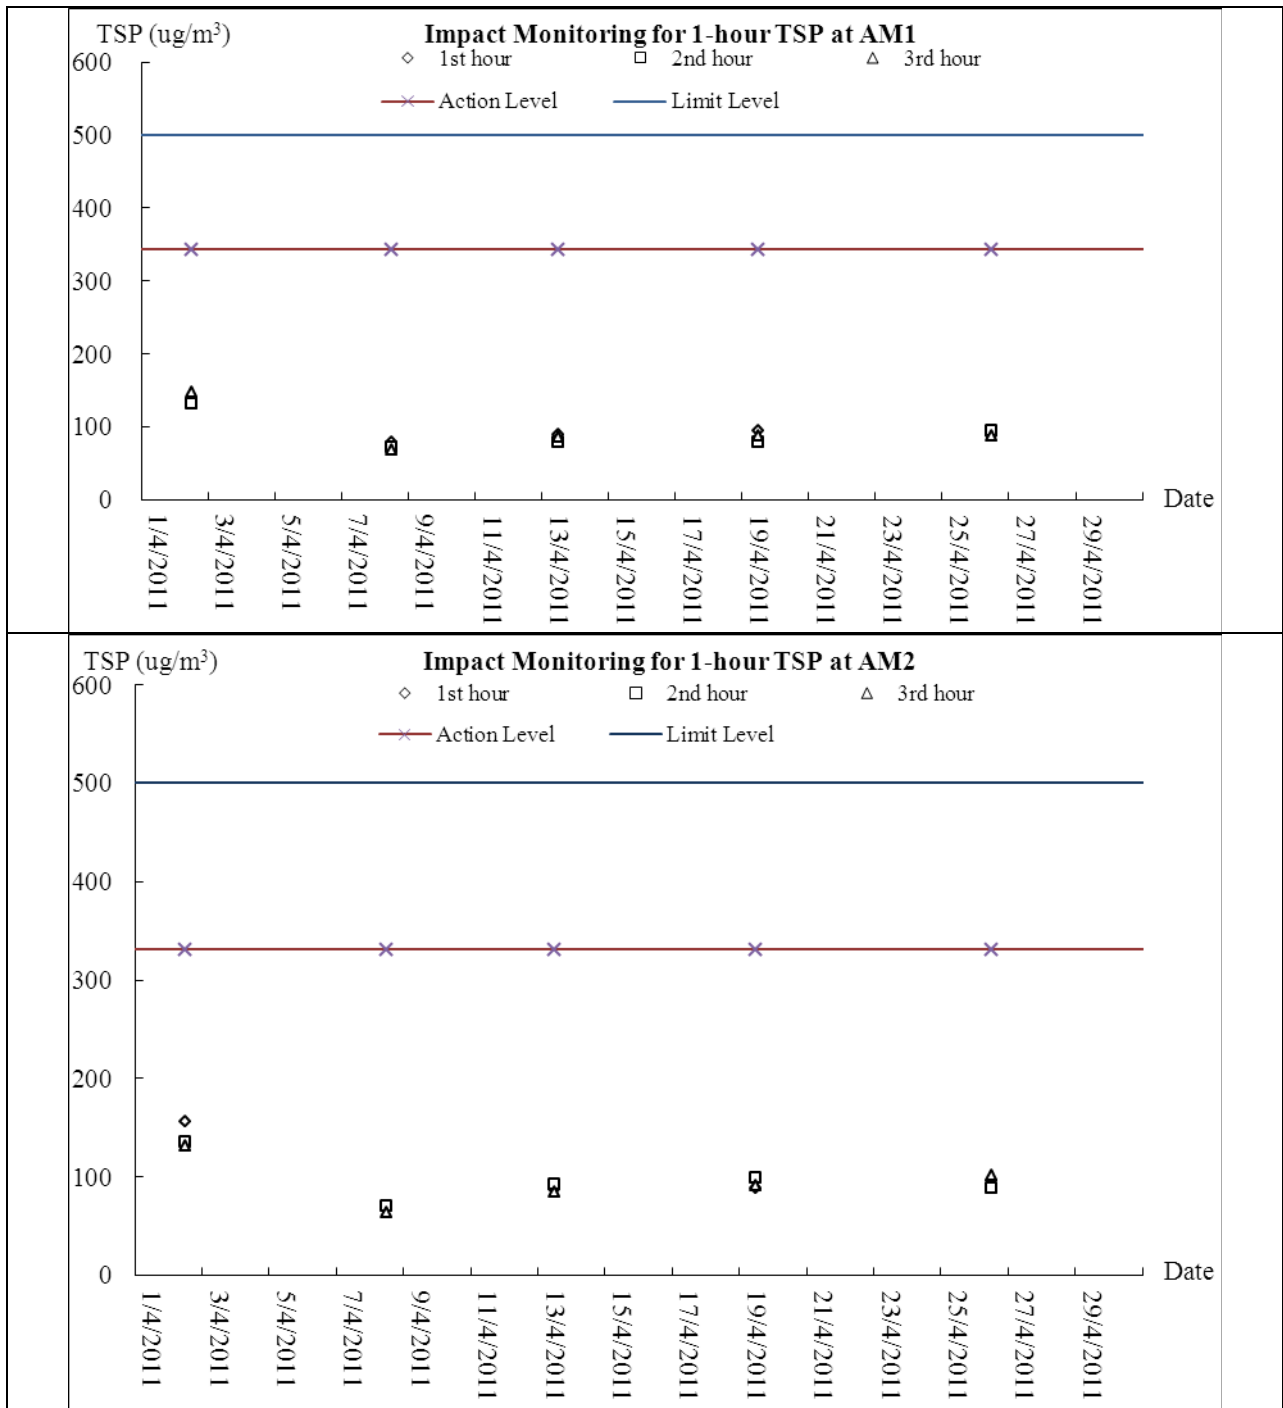 TSP (ug/m³) Impact Monitoring for 1-hour TSP at AM1
1st hour 2nd hour 3rd hour
Action Level Limit Level
600
500
400
300
200
100
0
Date
1/4/2011 3/4/2011 5/4/2011 7/4/2011 9/4/2011 11/4/2011 13/4/2011 15/4/2011 17/4/2011 19/4/2011 21/4/2011 23/4/2011 25/4/2011 27/4/2011 29/4/2011
TSP (ug/m³) Impact Monitoring for 1-hour TSP at AM2
1st hour 2nd hour 3rd hour
Action Level Limit Level
600
500
400
300
200
100
0
Date
1/4/2011 3/4/2011 5/4/2011 7/4/2011 9/4/2011 11/4/2011 13/4/2011 15/4/2011 17/4/2011 19/4/2011 21/4/2011 23/4/2011 25/4/2011 27/4/2011 29/4/2011